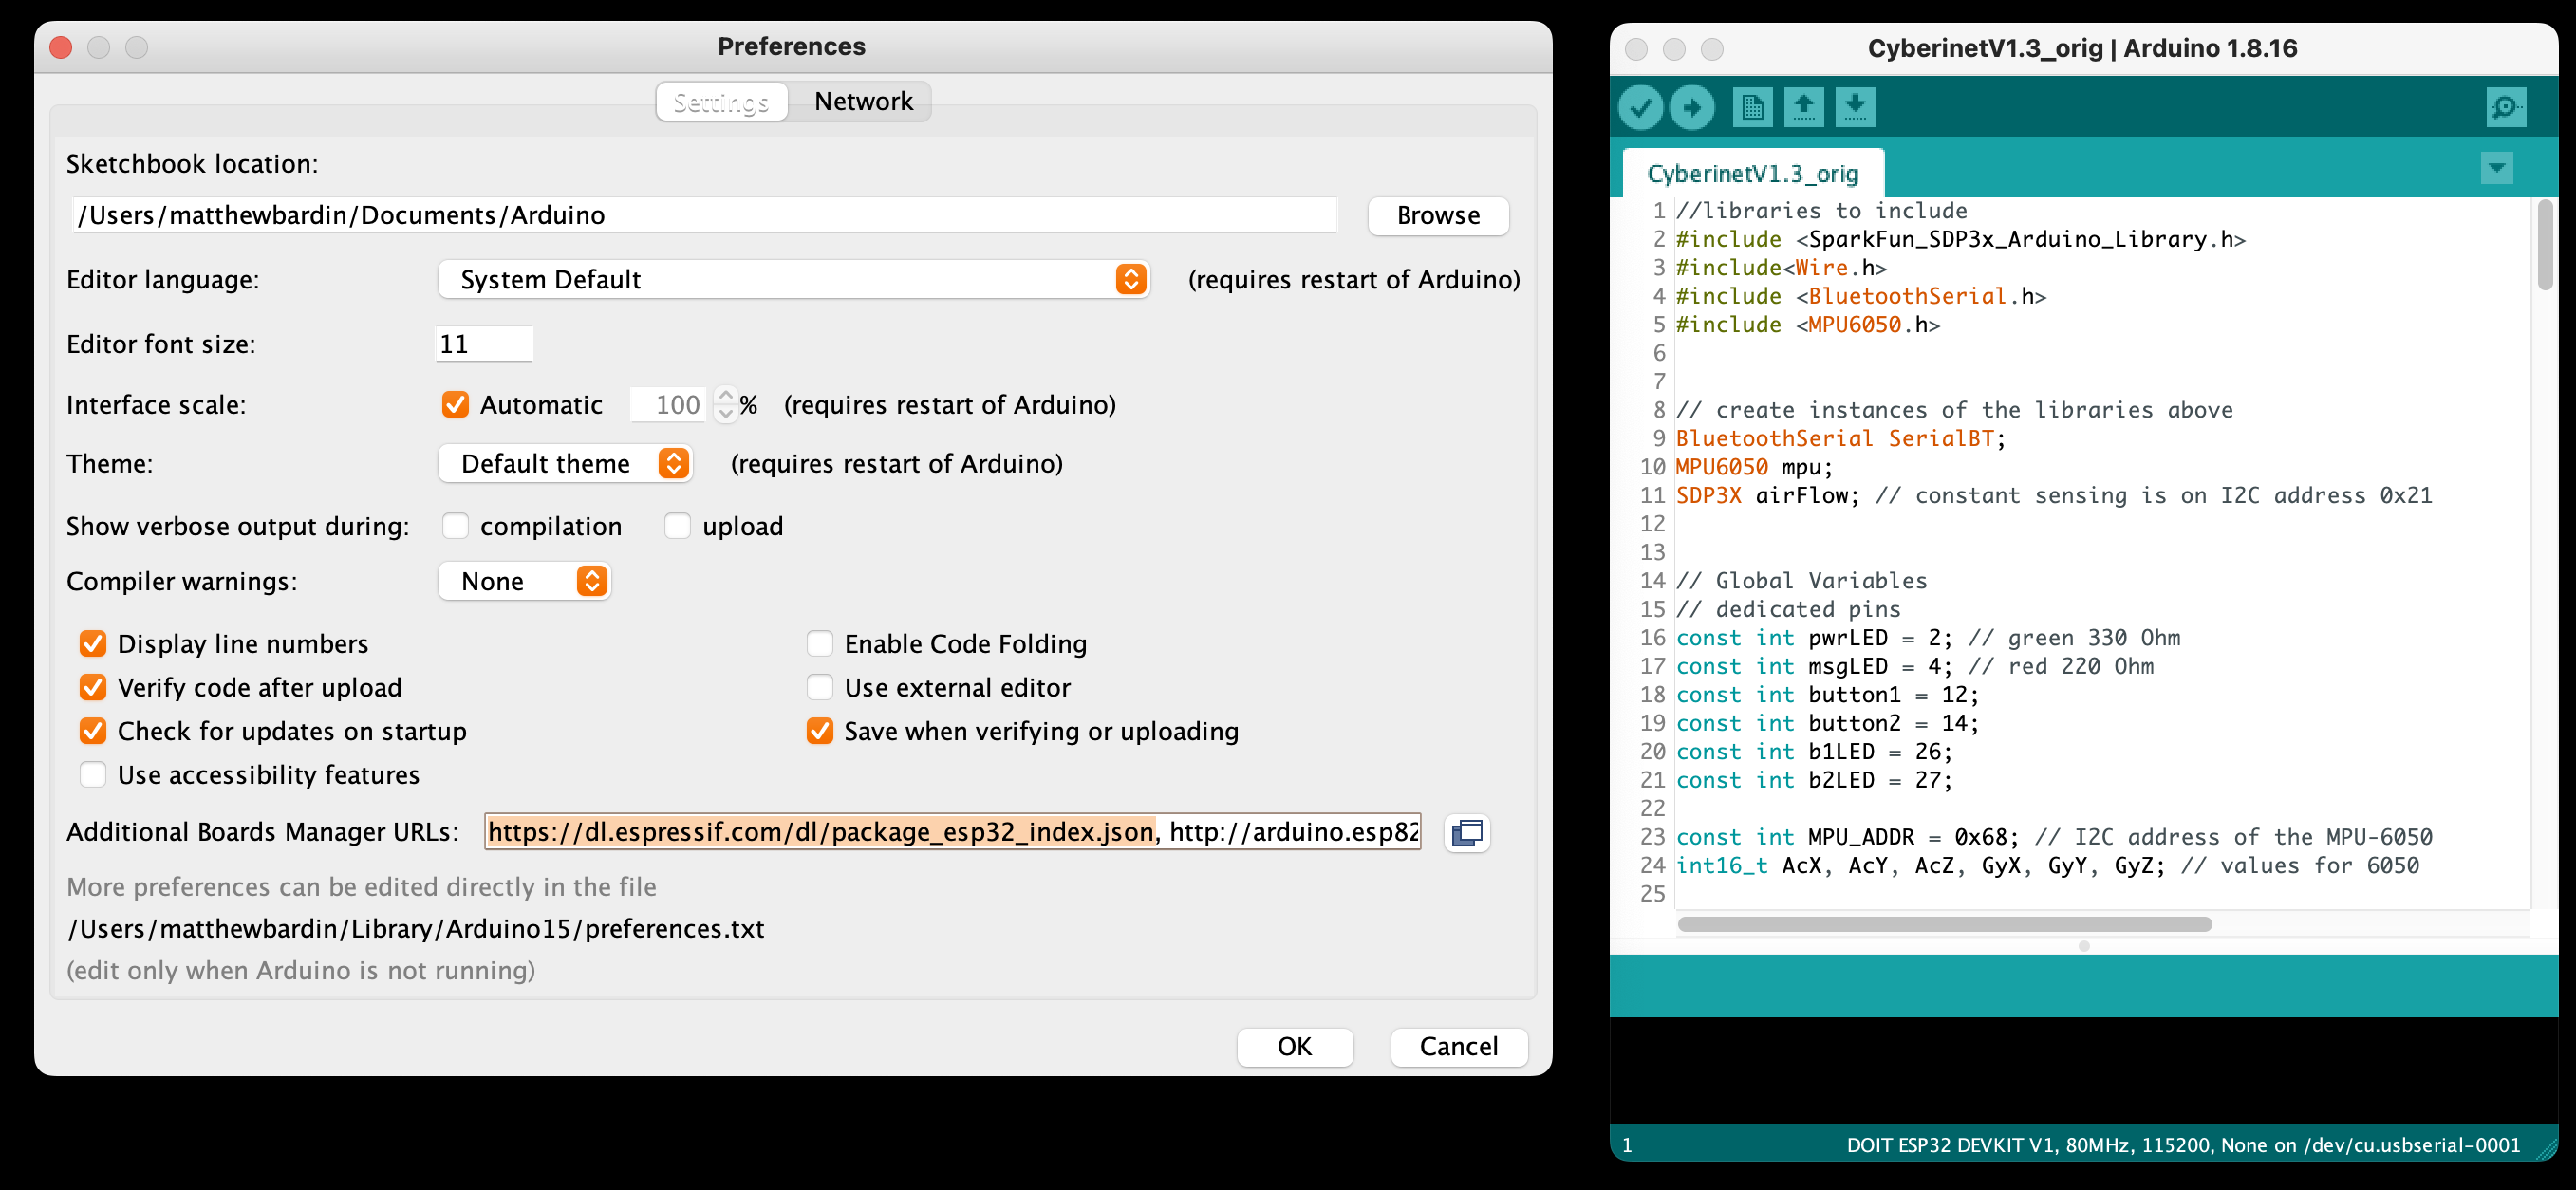 Preferences
Settings Network
Sketchbook location:
/Users/matthewbardin/Documents/Arduino Browse
Editor language: System Default (requires restart of Arduino)
Editor font size: 11
Interface scale: Automatic 100 % (requires restart of Arduino)
Theme: Default theme (requires restart of Arduino)
Show verbose output during: compilation upload
Compiler warnings: None
Display line numbers Enable Code Folding
Verify code after upload Use external editor
Check for updates on startup Save when verifying or uploading
Use accessibility features
Additional Boards Manager URLs: https://dl.espressif.com/dl/package_esp32_index.json, http://arduino.esp82
More preferences can be edited directly in the file
/Users/matthewbardin/Library/Arduino15/preferences.txt
(edit only when Arduino is not running)
OK Cancel
CyberinetV1.3_orig | Arduino 1.8.16
CyberinetV1.3_orig
1 //libraries to include
2 #include <SparkFun_SDP3x_Arduino_Library.h>
3 #include<Wire.h>
4 #include <BluetoothSerial.h>
5 #include <MPU6050.h>
6
7
8 // create instances of the libraries above
9 BluetoothSerial SerialBT;
10 MPU6050 mpu;
11 SDP3X airFlow; // constant sensing is on I2C address 0x21
12
13
14 // Global Variables
15 // dedicated pins
16 const int pwrLED = 2; // green 330 Ohm
17 const int msgLED = 4; // red 220 Ohm
18 const int button1 = 12;
19 const int button2 = 14;
20 const int b1LED = 26;
21 const int b2LED = 27;
22
23 const int MPU_ADDR = 0x68; // I2C address of the MPU-6050
24 int16_t AcX, AcY, AcZ, GyX, GyY, GyZ; // values for 6050
25
1 DOIT ESP32 DEVKIT V1, 80MHz, 115200, None on /dev/cu.usbserial-0001